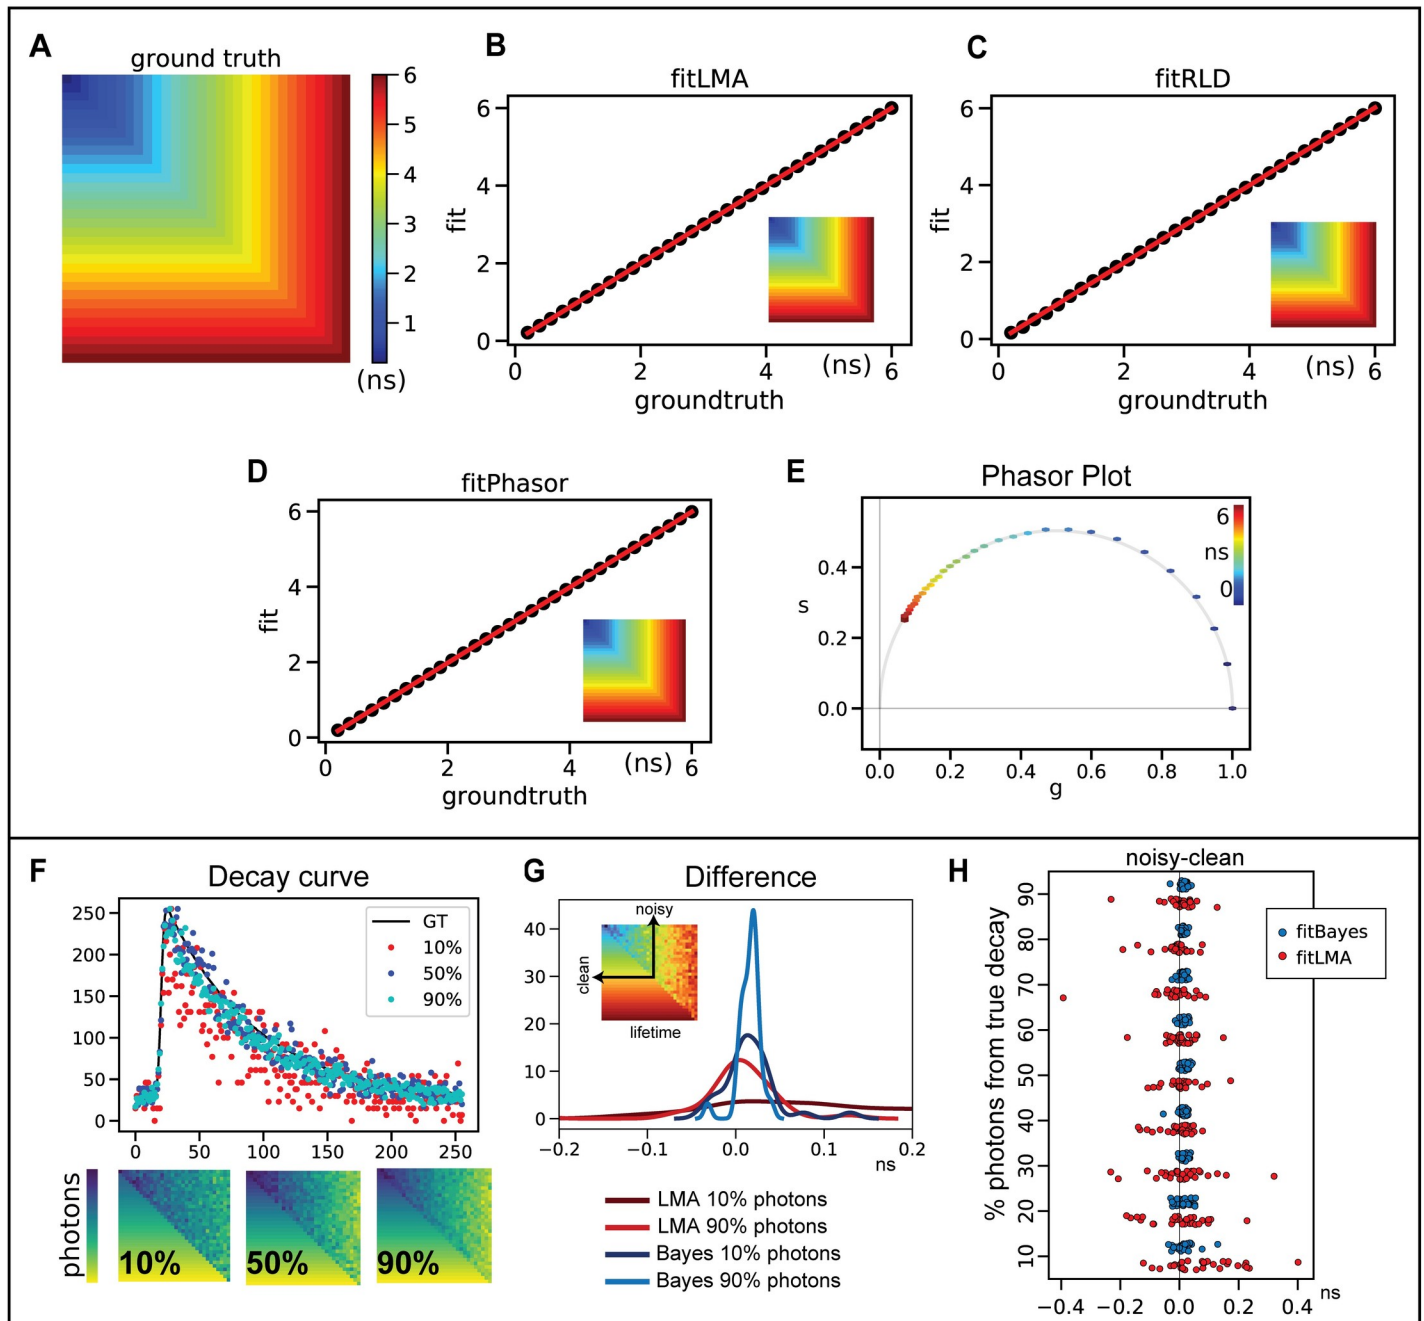 A
ground truth
6
5
4
3
2
1
(ns)
B
fitLMA
6
4
2
0
fit
0 2 4 (ns) 6
groundtruth
C
fitRLD
6
4
2
0
fit
0 2 4 (ns) 6
groundtruth
D
fitPhasor
6
4
2
0
fit
0 2 4 (ns) 6
groundtruth
E
Phasor Plot
6
ns
0
s
0.4
0.2
0.0
0.0 0.2 0.4 0.6 0.8 1.0
g
F
Decay curve
250
200
150
100
50
0
GT
10%
50%
90%
0 50 100 150 200 250
photons
10% 50% 90%
G
Difference
noisy
clean
lifetime
40
30
20
10
0
−0.2 −0.1 0.0 0.1 0.2
ns
LMA 10% photons
LMA 90% photons
Bayes 10% photons
Bayes 90% photons
H
noisy-clean
% photons from true decay
90
80
70
60
50
40
30
20
10
fitBayes
fitLMA
−0.4 −0.2 0.0 0.2 0.4
ns